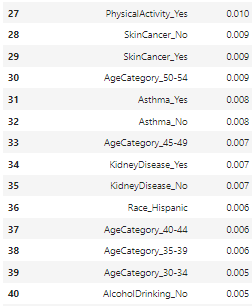 27 PhysicalActivity_Yes 0.010
28 SkinCancer_No 0.009
29 SkinCancer_Yes 0.009
30 AgeCategory_50-54 0.009
31 Asthma_Yes 0.008
32 Asthma_No 0.008
33 AgeCategory_45-49 0.007
34 KidneyDisease_Yes 0.007
35 KidneyDisease_No 0.007
36 Race_Hispanic 0.006
37 AgeCategory_40-44 0.006
38 AgeCategory_35-39 0.006
39 AgeCategory_30-34 0.005
40 AlcoholDrinking_No 0.005